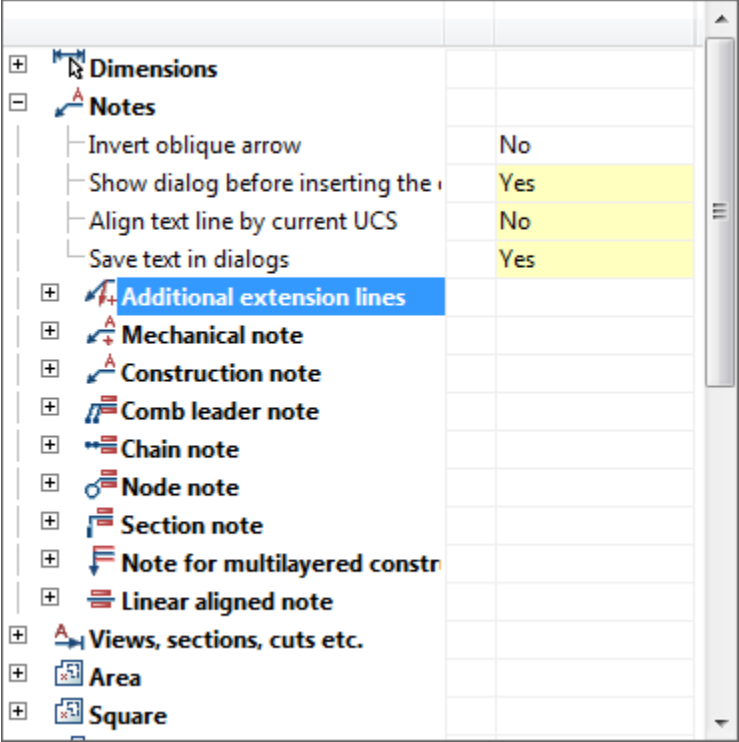 Dimensions
Notes
Invert oblique arrow No
Show dialog before inserting the Yes
Align text line by current UCS No
Save text in dialogs Yes
Additional extension lines
Mechanical note
Construction note
Comb leader note
Chain note
Node note
Section note
Note for multilayered constr
Linear aligned note
Views, sections, cuts etc.
Area
Square